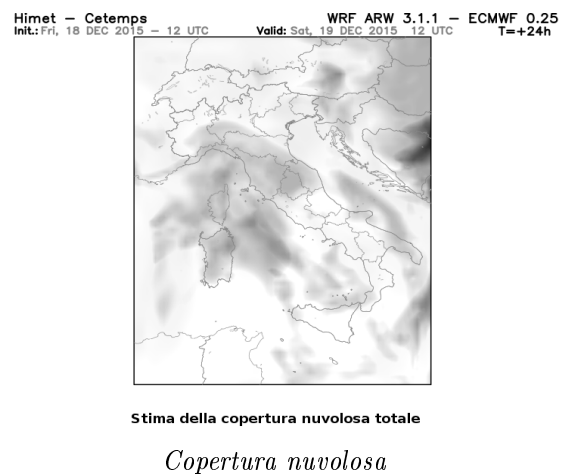 Himet – Cetemps WRF ARW 3.1.1 – ECMWF 0.25
Init.: Fri, 18 DEC 2015 – 12 UTC Valid: Sat, 19 DEC 2015 12 UTC T=+24h
Stima della copertura nuvolosa totale
Copertura nuvolosa